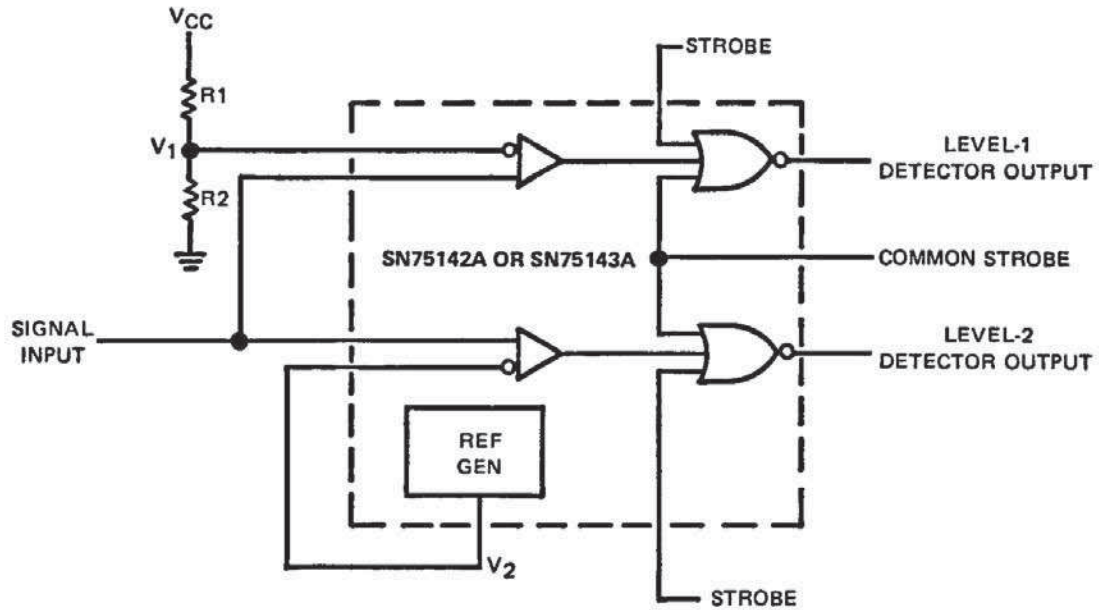 VCC
R1
V1
R2
STROBE
LEVEL-1
DETECTOR OUTPUT
SN75142A OR SN75143A
COMMON STROBE
SIGNAL
INPUT
LEVEL-2
DETECTOR OUTPUT
REF
GEN
V2
STROBE